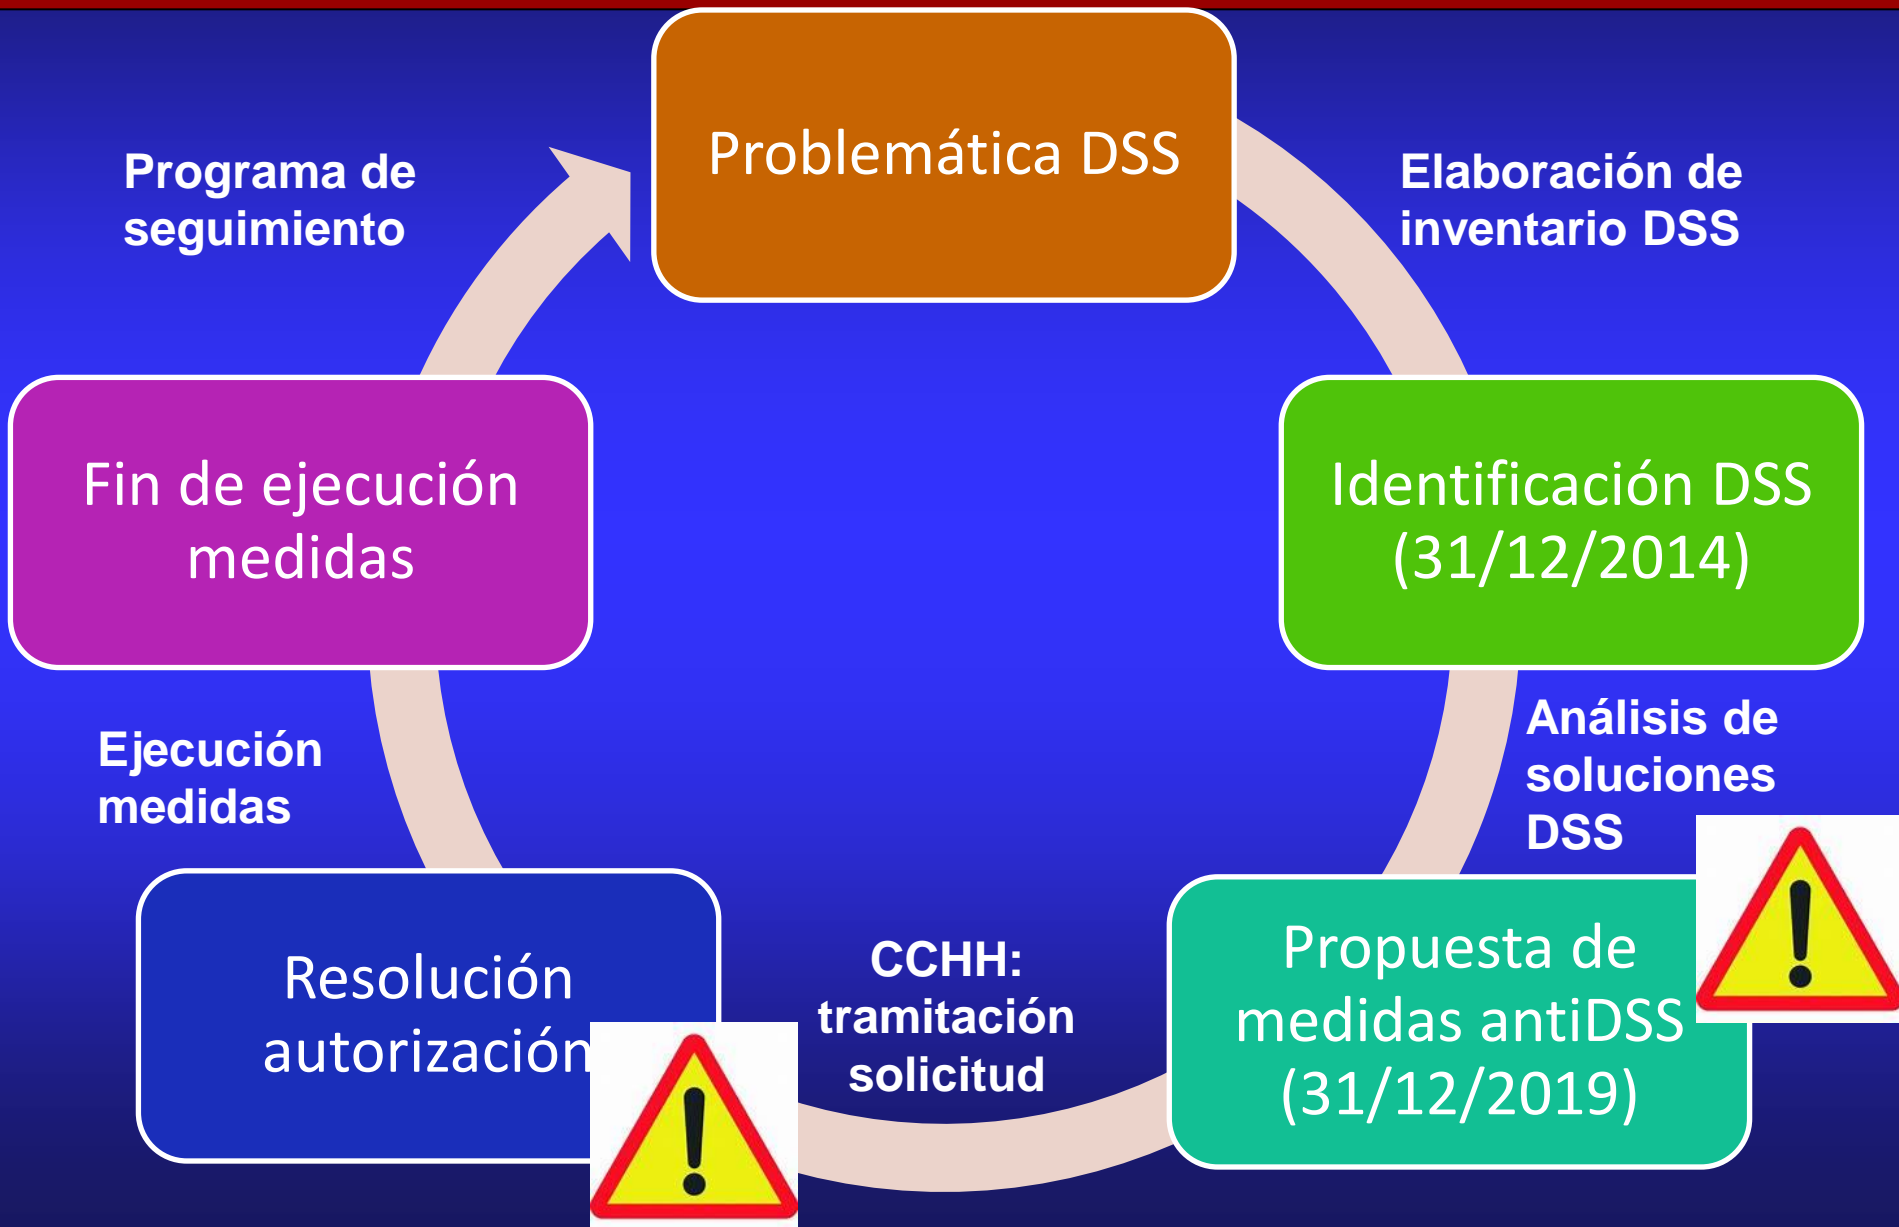 Problemática DSS
Elaboración de
inventario DSS
Identificación DSS
(31/12/2014)
Análisis de
soluciones
DSS
Propuesta de
medidas antiDSS
(31/12/2019)
CCHH:
tramitación
solicitud
Resolución
autorización
Ejecución
medidas
Fin de ejecución
medidas
Programa de
seguimiento